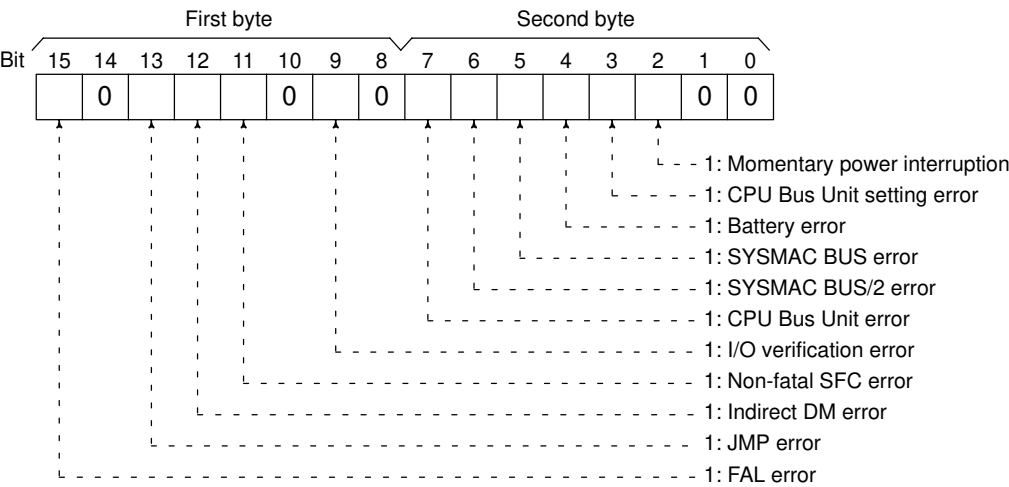 First byte Second byte
Bit 15 14 13 12 11 10 9 8 7 6 5 4 3 2 1 0
0 0 0 0 0
1: Momentary power interruption
1: CPU Bus Unit setting error
1: Battery error
1: SYSMAC BUS error
1: SYSMAC BUS/2 error
1: CPU Bus Unit error
1: I/O verification error
1: Non-fatal SFC error
1: Indirect DM error
1: JMP error
1: FAL error